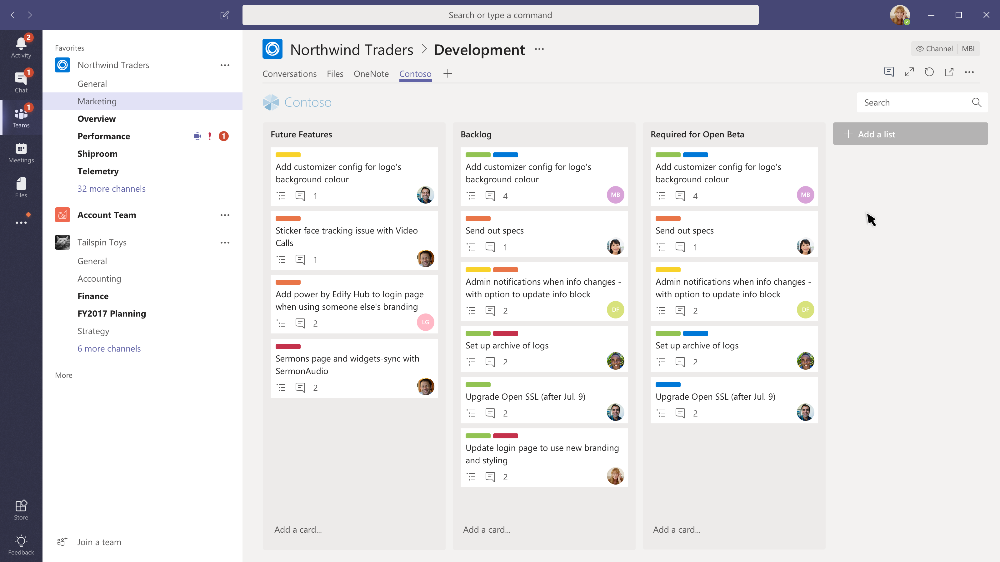 Search or type a command
2
Activity
1
Chat
1
Teams
Meetings
Files
Store
Feedback
Favorites
Northwind Traders
General
Marketing
Overview
Performance
! 1
Shiproom
Telemetry
32 more channels
Account Team
Tailspin Toys
General
Accounting
Finance
FY2017 Planning
Strategy
6 more channels
More
Join a team
Northwind Traders > Development
Channel | MBI
Conversations Files OneNote Contoso
Contoso
Search
Future Features
Add customizer config for logo's
background colour
1
Sticker face tracking issue with Video
Calls
1
Add power by Edify Hub to login page
when using someone else's branding
2
LG
Sermons page and widgets-sync with
SermonAudio
2
Add a card...
Backlog
Add customizer config for logo's
background colour
4
MB
Send out specs
1
Admin notifications when info changes -
with option to update info block
2
DF
Set up archive of logs
2
Upgrade Open SSL (after Jul. 9)
2
Update login page to use new branding
and styling
2
Add a card...
Required for Open Beta
Add customizer config for logo's
background colour
4
MB
Send out specs
1
Admin notifications when info changes -
with option to update info block
2
DF
Set up archive of logs
2
Upgrade Open SSL (after Jul. 9)
2
Add a card...
Add a list